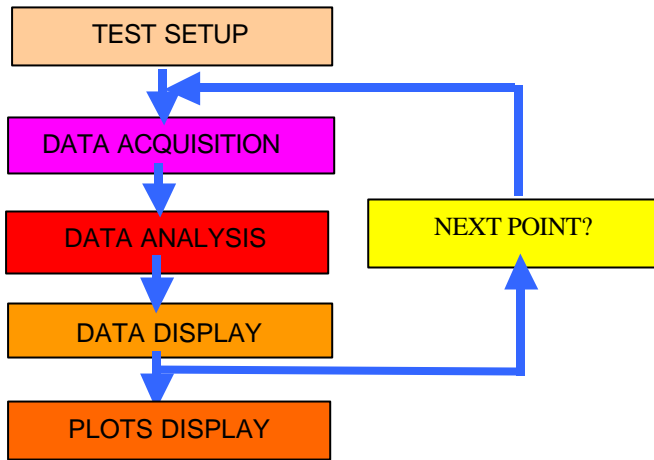 TEST SETUP
DATA ACQUISITION
DATA ANALYSIS
NEXT POINT?
DATA DISPLAY
PLOTS DISPLAY